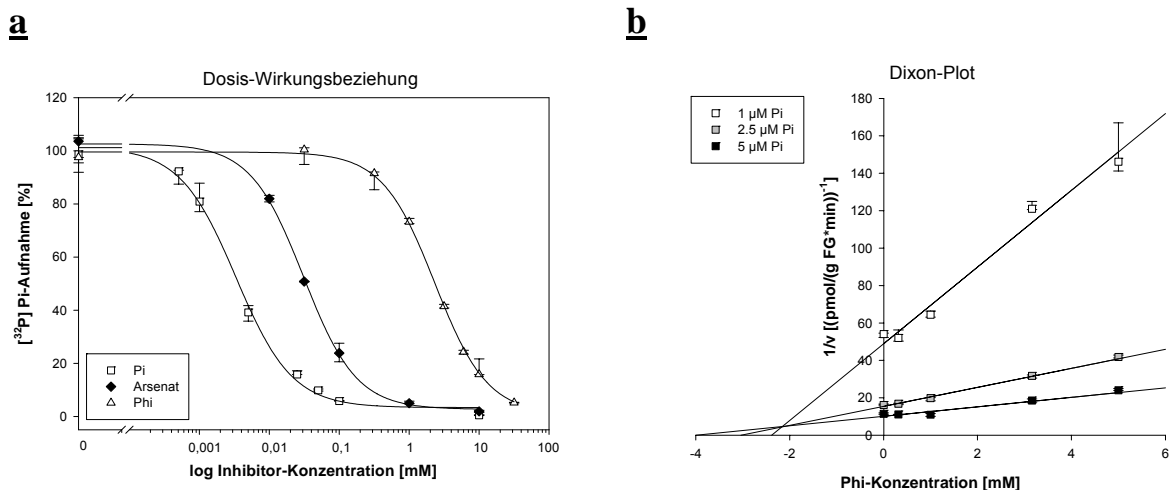 a
Dosis-Wirkungsbeziehung
[³²P] Pi-Aufnahme [%]
120
100
80
60
40
20
0
Pi
Arsenat
Phi
0
0,001
0,01
0,1
1
10
100
log Inhibitor-Konzentration [mM]
b
Dixon-Plot
1 µM Pi
2.5 µM Pi
5 µM Pi
1/v [(pmol/(g FG*min))⁻¹
180
160
140
120
100
80
60
40
20
0
-4
-2
0
2
4
6
Phi-Konzentration [mM]